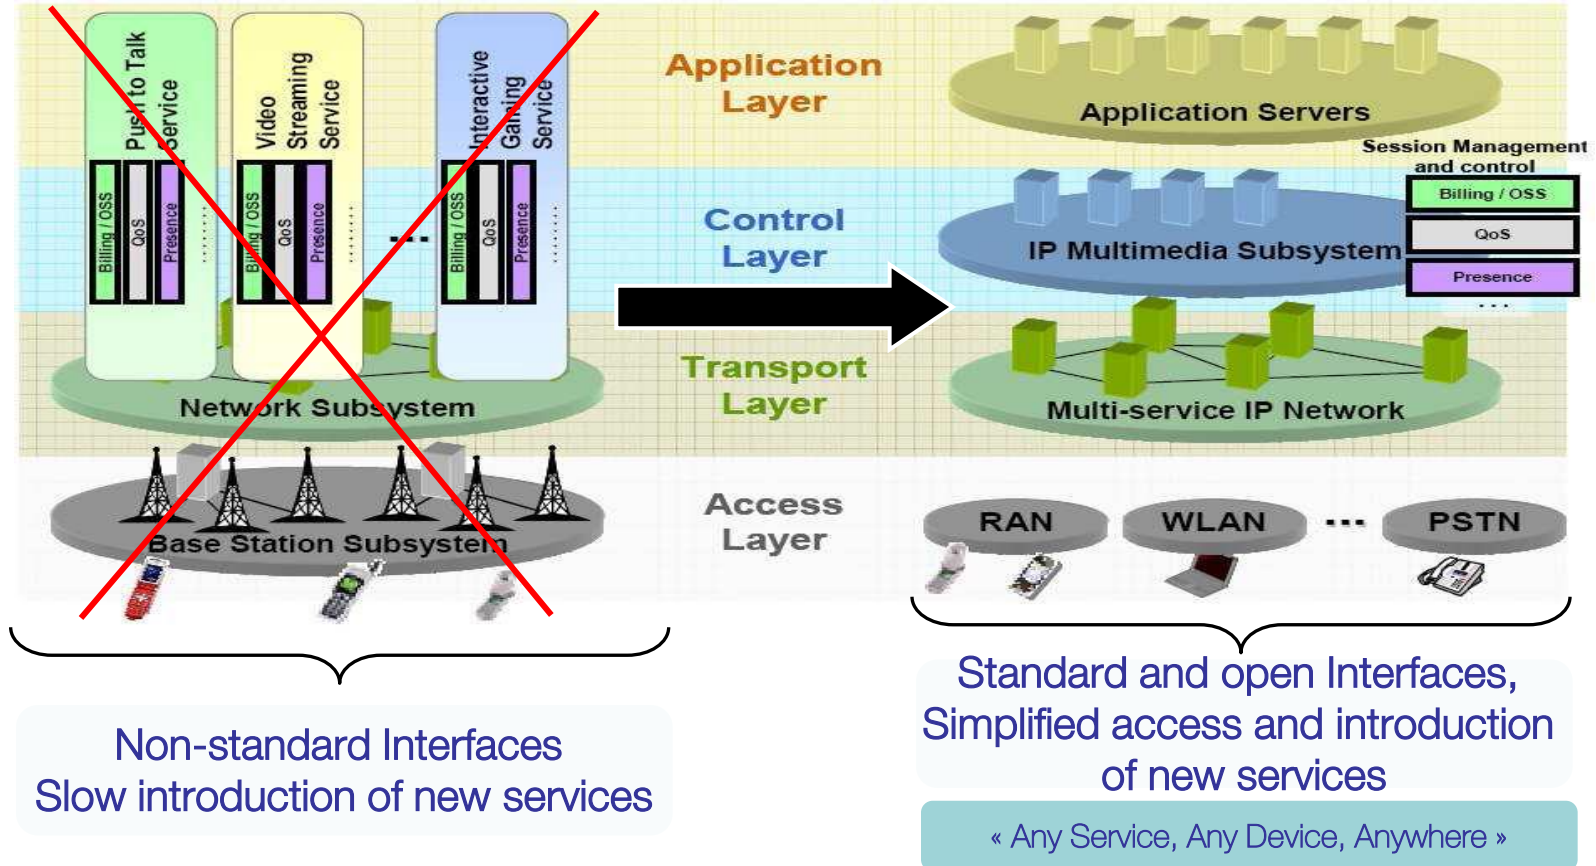 Push to Talk
Service
Billing / OSS
QoS
Presence
........
Video
Streaming
Service
Billing / OSS
QoS
Presence
........
...
Interactive
Gaming
Service
Billing / OSS
QoS
Presence
........
Network Subsystem
Base Station Subsystem
Application
Layer
Control
Layer
Transport
Layer
Access
Layer
Application Servers
Session Management
and control
Billing / OSS
QoS
Presence
...
IP Multimedia Subsystem
Multi-service IP Network
RAN
WLAN
...
PSTN
Non-standard Interfaces
Slow introduction of new services
Standard and open Interfaces,
Simplified access and introduction
of new services
« Any Service, Any Device, Anywhere »